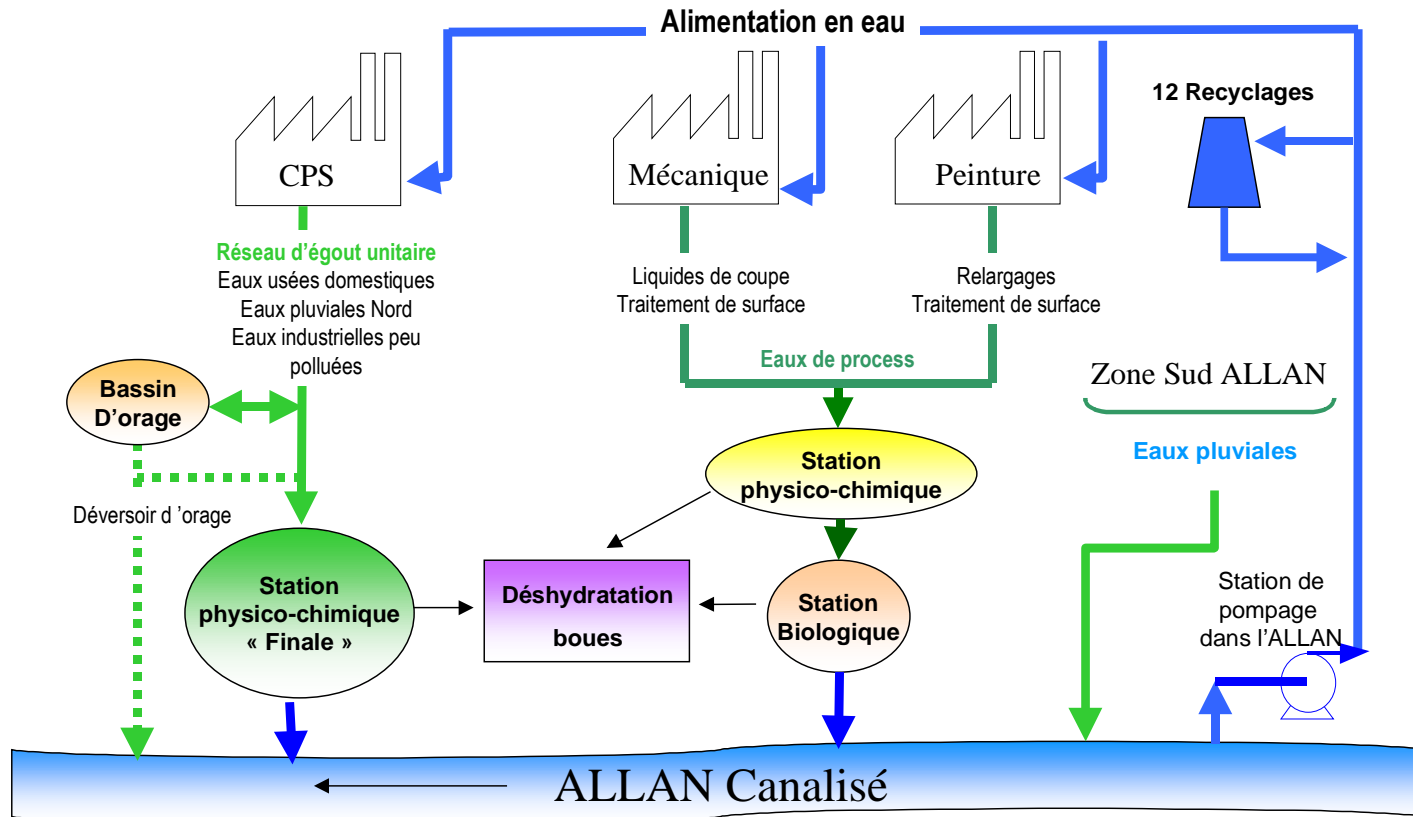 Alimentation en eau
12 Recyclages
CPS
Mécanique
Peinture
Réseau d’égout unitaire
Eaux usées domestiques
Eaux pluviales Nord
Eaux industrielles peu
polluées
Liquides de coupe
Traitement de surface
Relargages
Traitement de surface
Eaux de process
Zone Sud ALLAN
Bassin
D’orage
Eaux pluviales
Station
physico-chimique
Déversoir d ’orage
Station
physico-chimique
« Finale »
Déshydratation
boues
Station
Biologique
Station de
pompage
dans l’ALLAN
ALLAN Canalisé